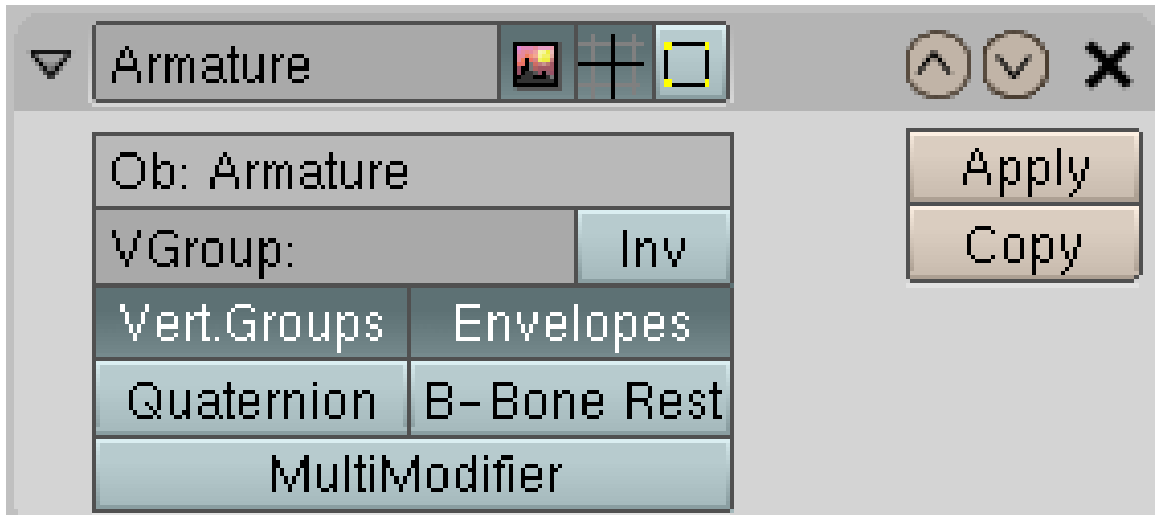 Armature
Ob: Armature
Apply
VGroup: Inv
Copy
Vert.Groups Envelopes
Quaternion B-Bone Rest
MultiModifier